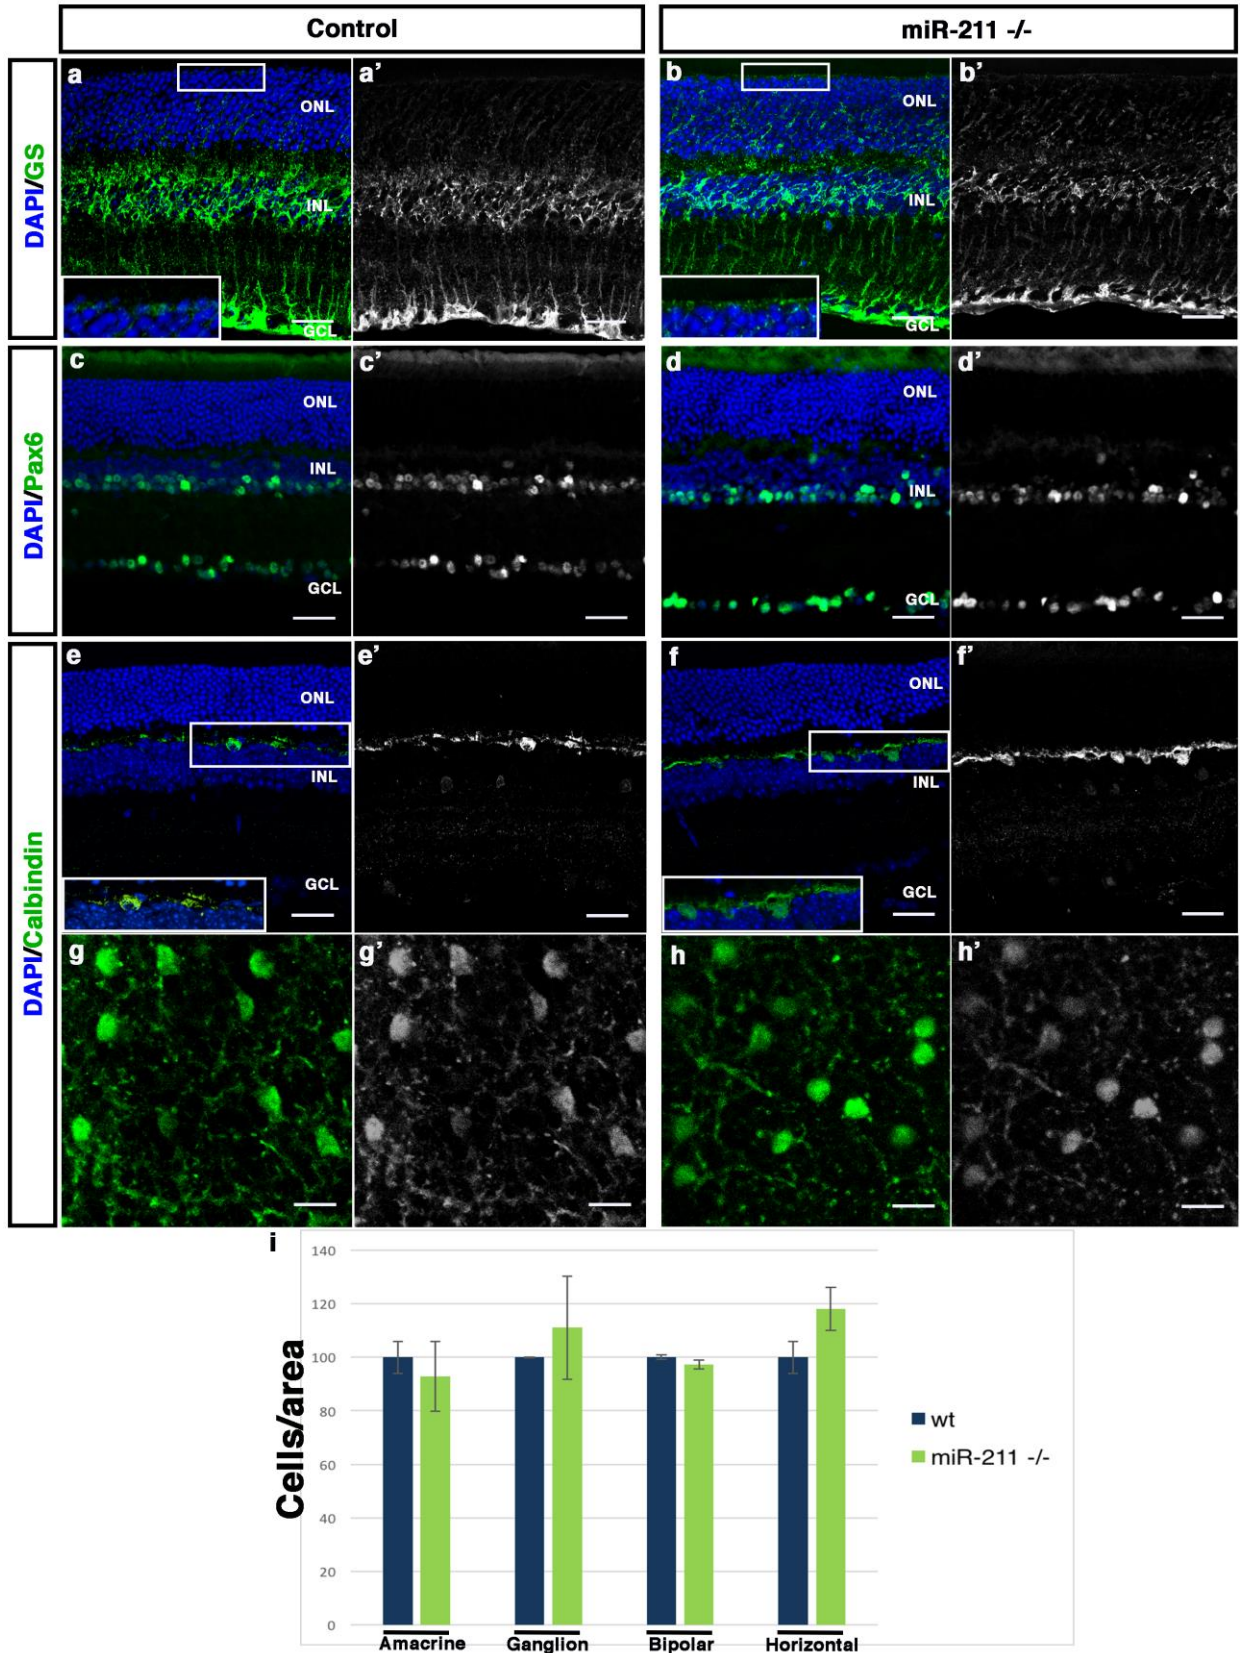 Control
miR-211 -/-
DAPI/GS
a
a'
b
b'
ONL
ONL
INL
INL
GCL
GCL
DAPI/Pax6
c
c'
d
d'
ONL
ONL
INL
INL
GCL
GCL
DAPI/Calbindin
e
e'
f
f'
ONL
ONL
INL
INL
GCL
GCL
g
g'
h
h'
i
Cells/area
140
120
100
80
60
40
20
0
Amacrine
Ganglion
Bipolar
Horizontal
wt
miR-211 -/-